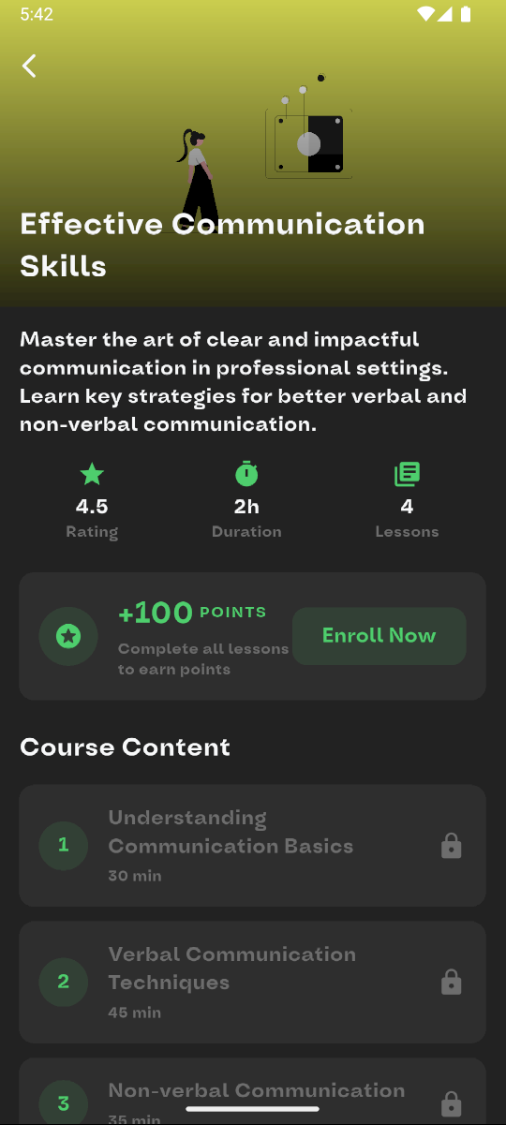 5:42
Effective Communication
Skills
Master the art of clear and impactful
communication in professional settings.
Learn key strategies for better verbal and
non-verbal communication.
4.5
Rating
2h
Duration
4
Lessons
+100 POINTS
Complete all lessons
to earn points
Enroll Now
Course Content
1
Understanding
Communication Basics
30 min
2
Verbal Communication
Techniques
45 min
3
Non-verbal Communication
35 min